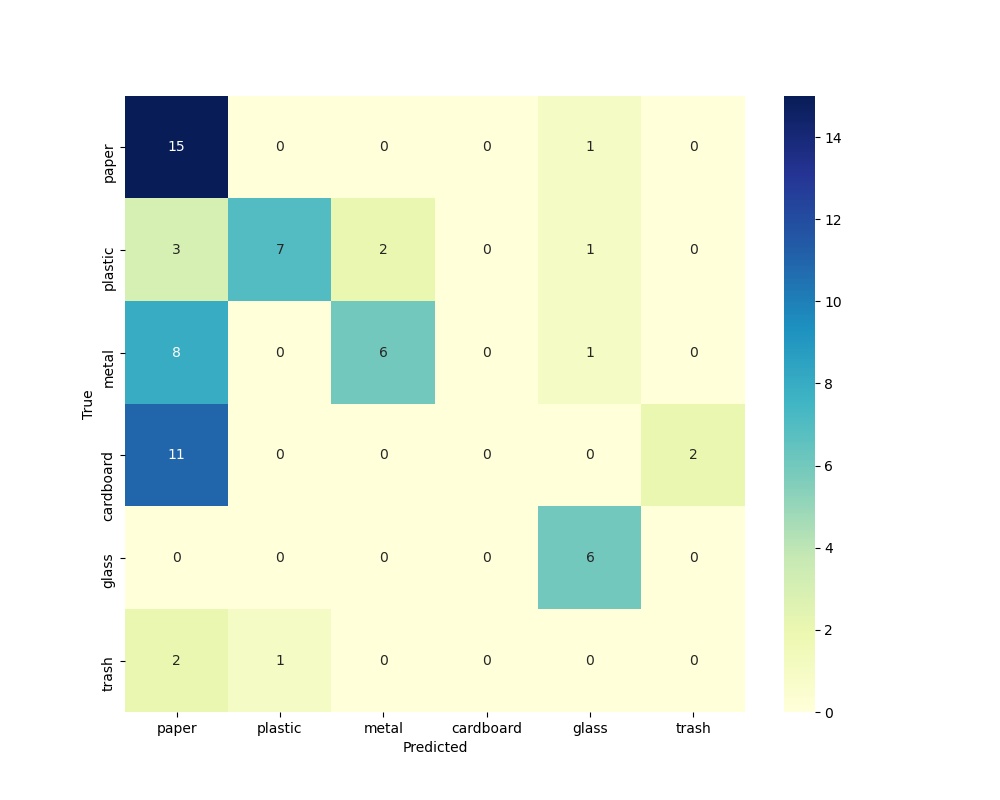 paper 15 0 0 0 1 0
plastic 3 7 2 0 1 0
metal 8 0 6 0 1 0
cardboard 11 0 0 0 0 2
glass 0 0 0 0 6 0
trash 2 1 0 0 0 0
True
paper plastic metal cardboard glass trash
Predicted
14
12
10
8
6
4
2
0